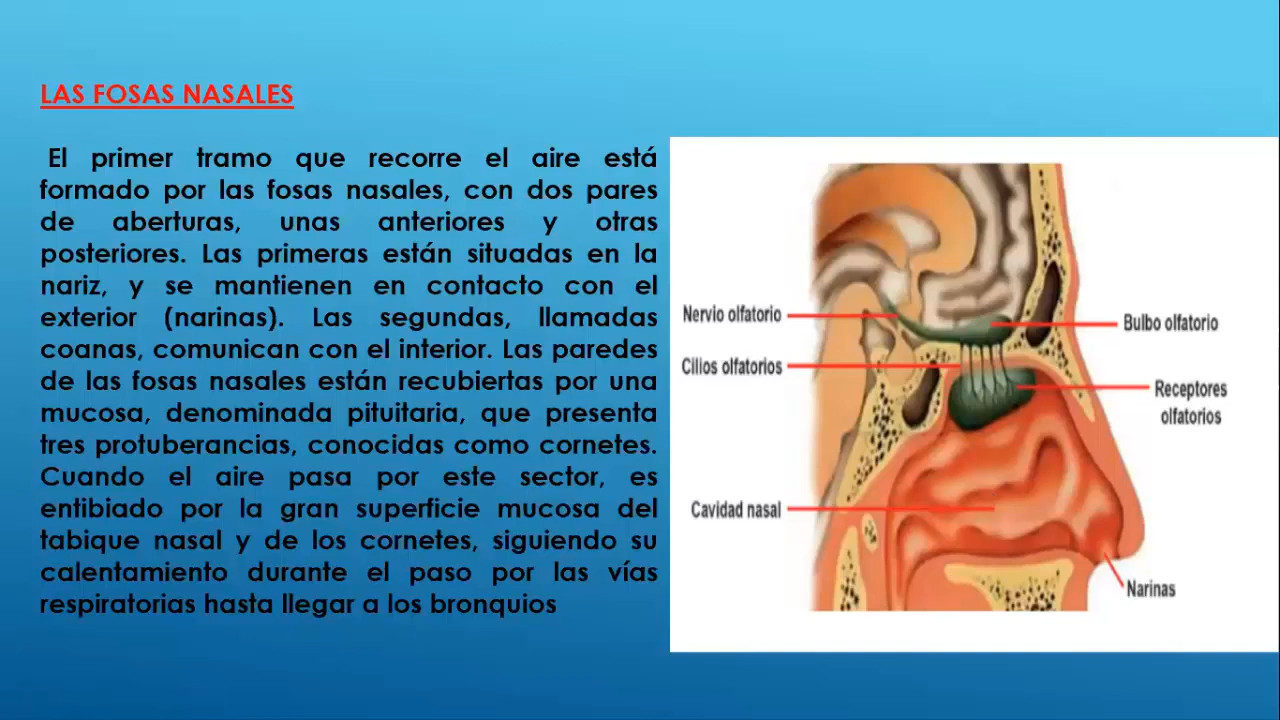 LAS FOSAS NASALES
El primer tramo que recorre el aire está
formado por las fosas nasales, con dos pares
de aberturas, unas anteriores y otras
posteriores. Las primeras están situadas en la
nariz, y se mantienen en contacto con el
exterior (narinas). Las segundas, llamadas
coanas, comunican con el interior. Las paredes
de las fosas nasales están recubiertas por una
mucosa, denominada pituitaria, que presenta
tres protuberancias, conocidas como cornetes.
Cuando el aire pasa por este sector, es
entibiado por la gran superficie mucosa del
tabique nasal y de los cornetes, siguiendo su
calentamiento durante el paso por las vías
respiratorias hasta llegar a los bronquios
Nervio olfatorio
Bulbo olfatorio
Cilios olfatorios
Receptores
olfatorios
Cavidad nasal
Narinas